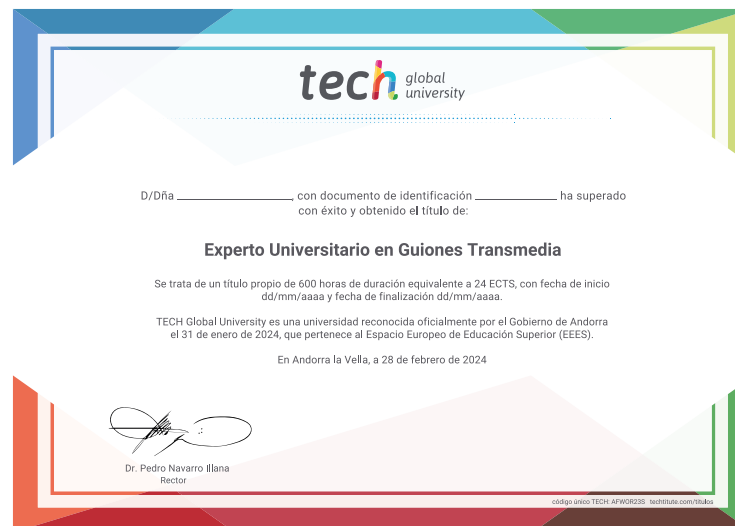 tech global
university
D/Dña ____________, con documento de identificación ____________ ha superado
con éxito y obtenido el título de:
Experto Universitario en Guiones Transmedia
Se trata de un título propio de 600 horas de duración equivalente a 24 ECTS, con fecha de inicio
dd/mm/aaaa y fecha de finalización dd/mm/aaaa.
TECH Global University es una universidad reconocida oficialmente por el Gobierno de Andorra
el 31 de enero de 2024, que pertenece al Espacio Europeo de Educación Superior (EEES).
En Andorra la Vella, a 28 de febrero de 2024
Dr. Pedro Navarro Illana
Rector
código único TECH: AFWOR23S techtitute.com/titulos